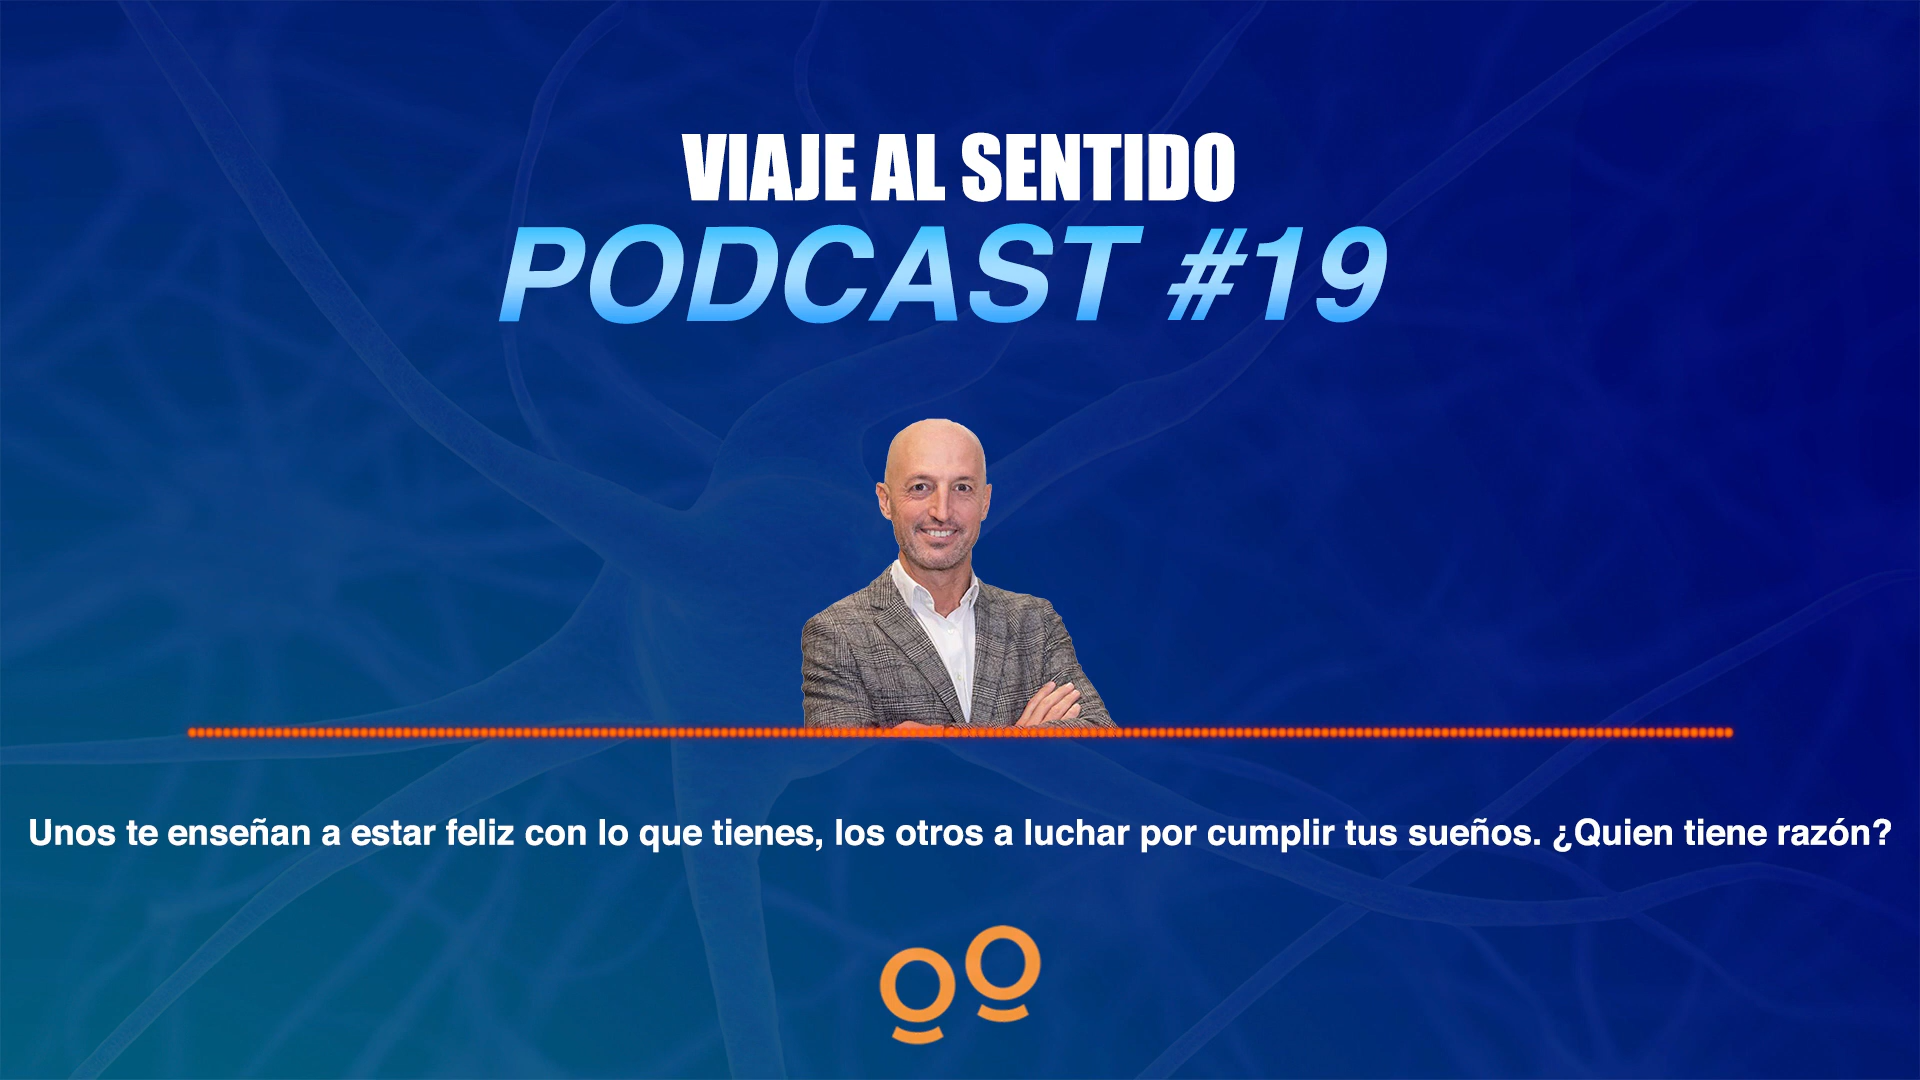 VIAJE AL SENTIDO
PODCAST #19
Unos te enseñan a estar feliz con lo que tienes, los otros a luchar por cumplir tus sueños. ¿Quien tiene razón?